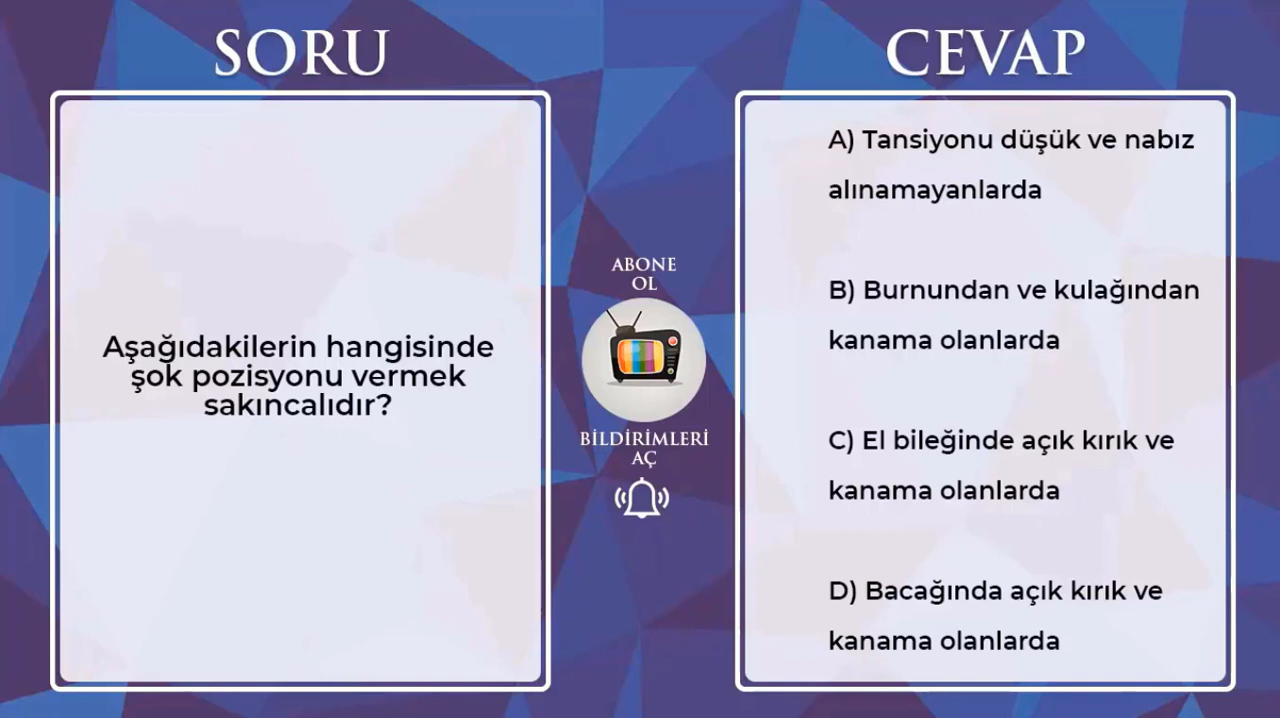 SORU
Aşağıdakilerin hangisinde
şok pozisyonu vermek
sakıncalıdır?
ABONE
OL
BİLDİRİMLERİ
AÇ
CEVAP
A) Tansiyonu düşük ve nabız
alınamayanlarda
B) Burnundan ve kulağından
kanama olanlarda
C) El bileğinde açık kırık ve
kanama olanlarda
D) Bacağında açık kırık ve
kanama olanlarda